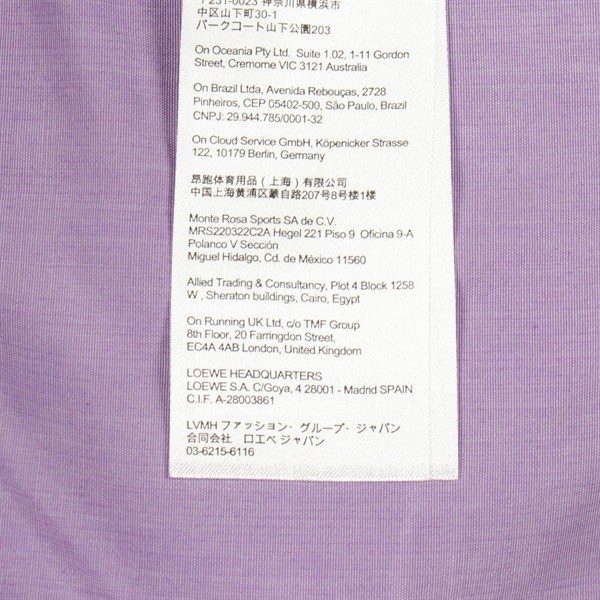 〒231-0023 神奈川県横浜市
中区山下町30-1
パークコート山下公園203
On Oceania Pty Ltd. Suite 1.02, 1-11 Gordon
Street, Cremorne VIC 3121 Australia
On Brazil Ltda, Avenida Rebouças, 2728
Pinheiros, CEP 05402-500, São Paulo, Brazil
CNPJ: 29.944.785/0001-32
On Cloud Service GmbH, Köpenicker Strasse
122, 10179 Berlin, Germany
昂跑体育用品（上海）有限公司
中国上海黄浦区蒙自路207号8号楼1楼
Monte Rosa Sports SA de C.V.
MRS220322C2A Hegel 221 Piso 9 Oficina 9-A
Polanco V Sección
Miguel Hidalgo, Cd. de México 11560
Allied Trading & Consultancy, Plot 4 Block 1258
W , Sheraton buildings, Cairo, Egypt
On Running UK Ltd, c/o TMF Group
8th Floor, 20 Farringdon Street,
EC4A 4AB London, United Kingdom
LOEWE HEADQUARTERS
LOEWE S.A. C/Goya, 4 28001 - Madrid SPAIN
C.I.F. A-28003861
LVMH ファッション・グループ・ジャパン
合同会社 ロエベ ジャパン
03-6215-6116